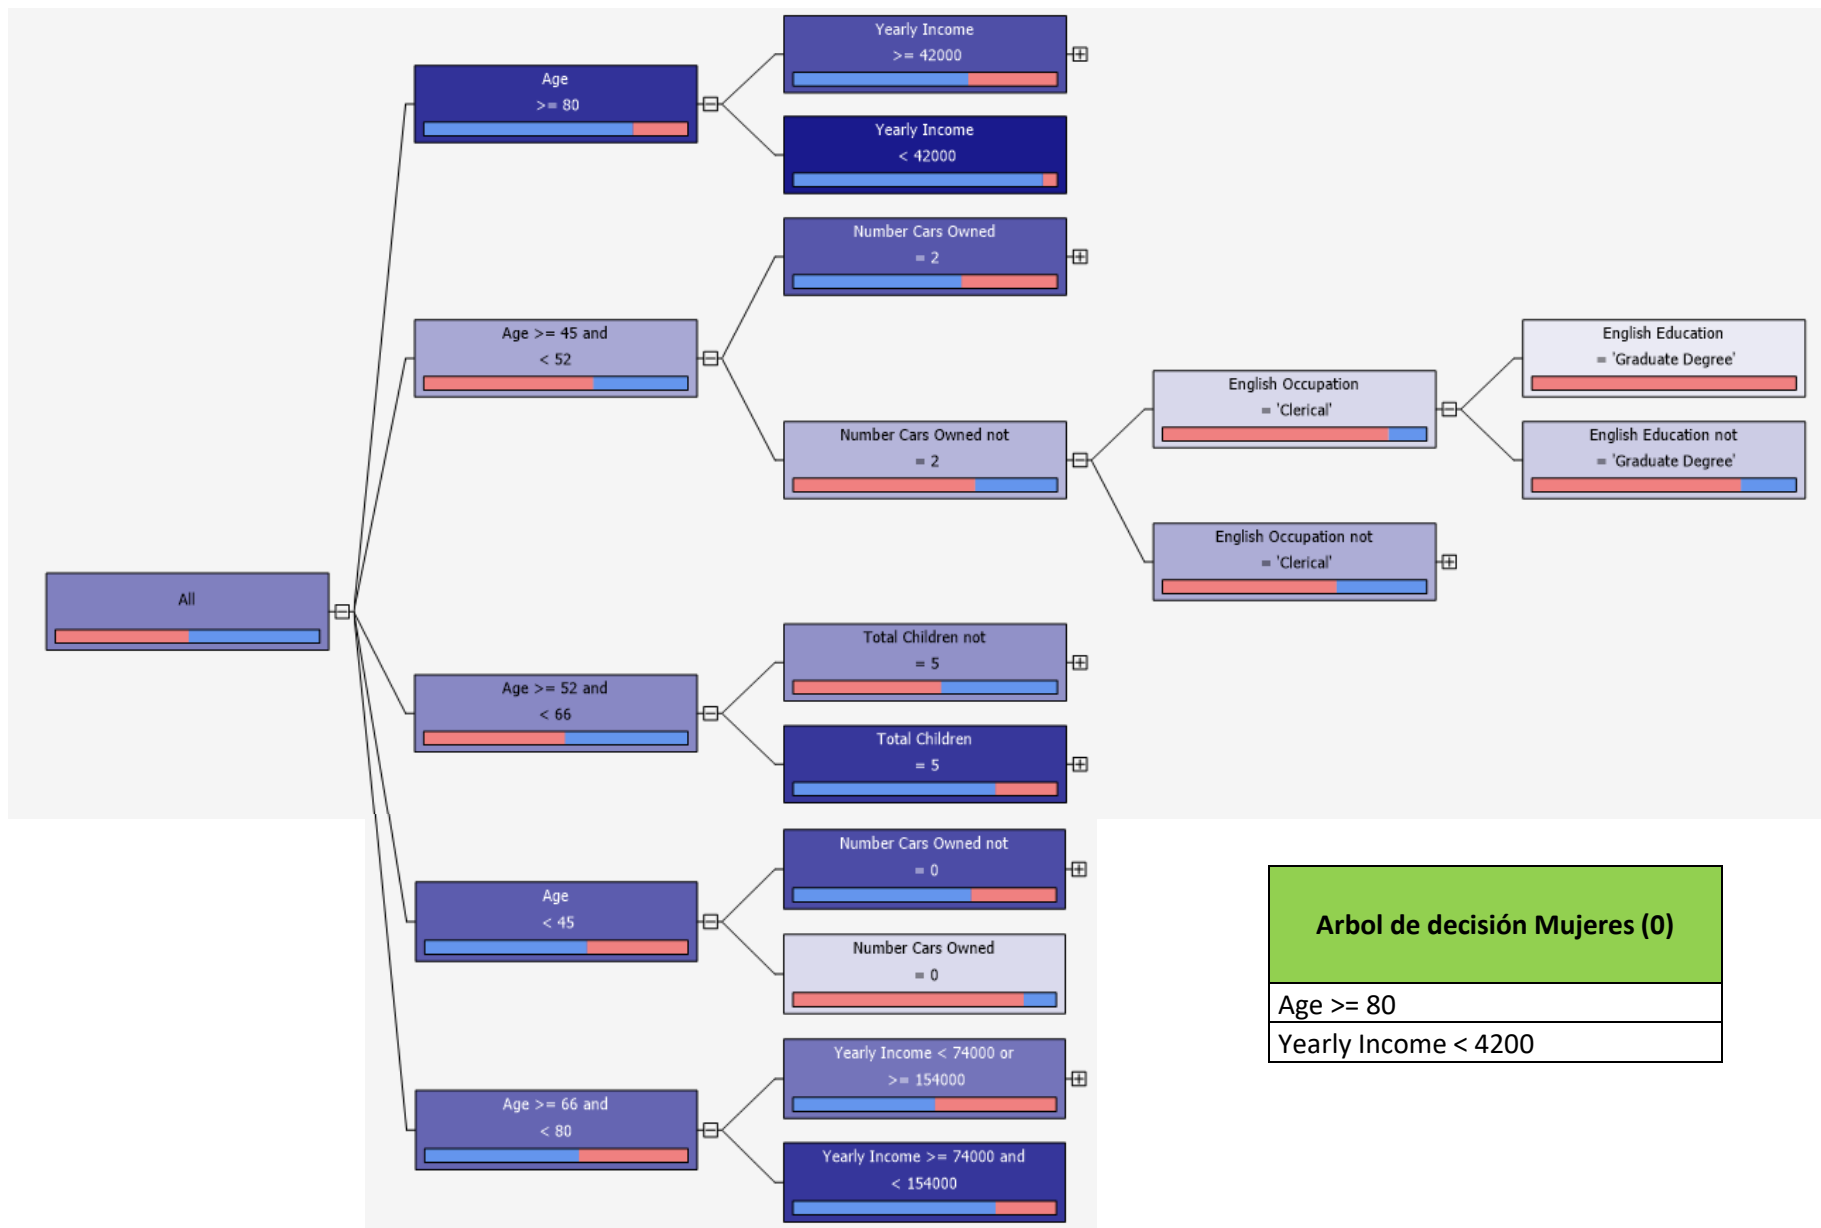 All
Age
>= 80
Yearly Income
>= 42000
Yearly Income
< 42000
Age >= 45 and
< 52
Number Cars Owned
= 2
Number Cars Owned not
= 2
English Occupation
= 'Clerical'
English Education
= 'Graduate Degree'
English Education not
= 'Graduate Degree'
English Occupation not
= 'Clerical'
Age >= 52 and
< 66
Total Children not
= 5
Total Children
= 5
Age
< 45
Number Cars Owned not
= 0
Number Cars Owned
= 0
Age >= 66 and
< 80
Yearly Income < 74000 or
>= 154000
Yearly Income >= 74000 and
< 154000
Arbol de decisión Mujeres (0)
Age >= 80
Yearly Income < 4200